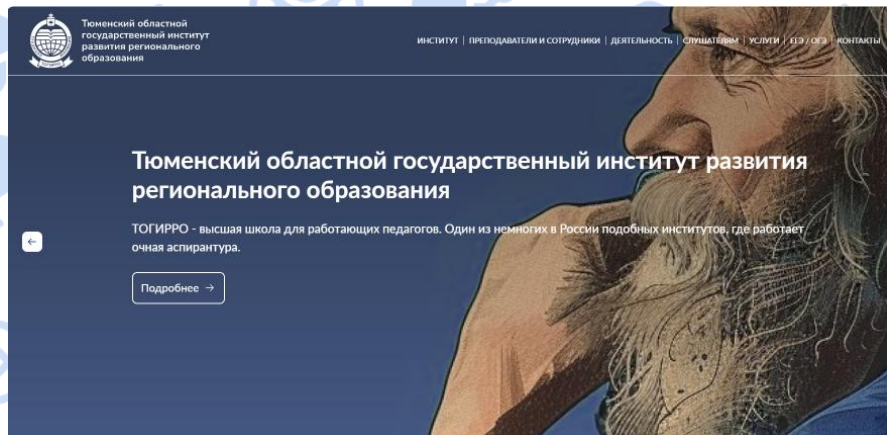 Тюменский областной
государственный институт
развития регионального
образования
ИНСТИТУТ | ПРЕПОДАВАТЕЛИ И СОТРУДНИКИ | ДЕЯТЕЛЬНОСТЬ | СЛУШАТЕЛЯМ | УСЛУГИ | ЕГЭ / ОГЭ | КОНТАКТЫ
Тюменский областной государственный институт развития
регионального образования
ТОГИРРО - высшая школа для работающих педагогов. Один из немногих в России подобных институтов, где работает
очная аспирантура.
Подробнее →